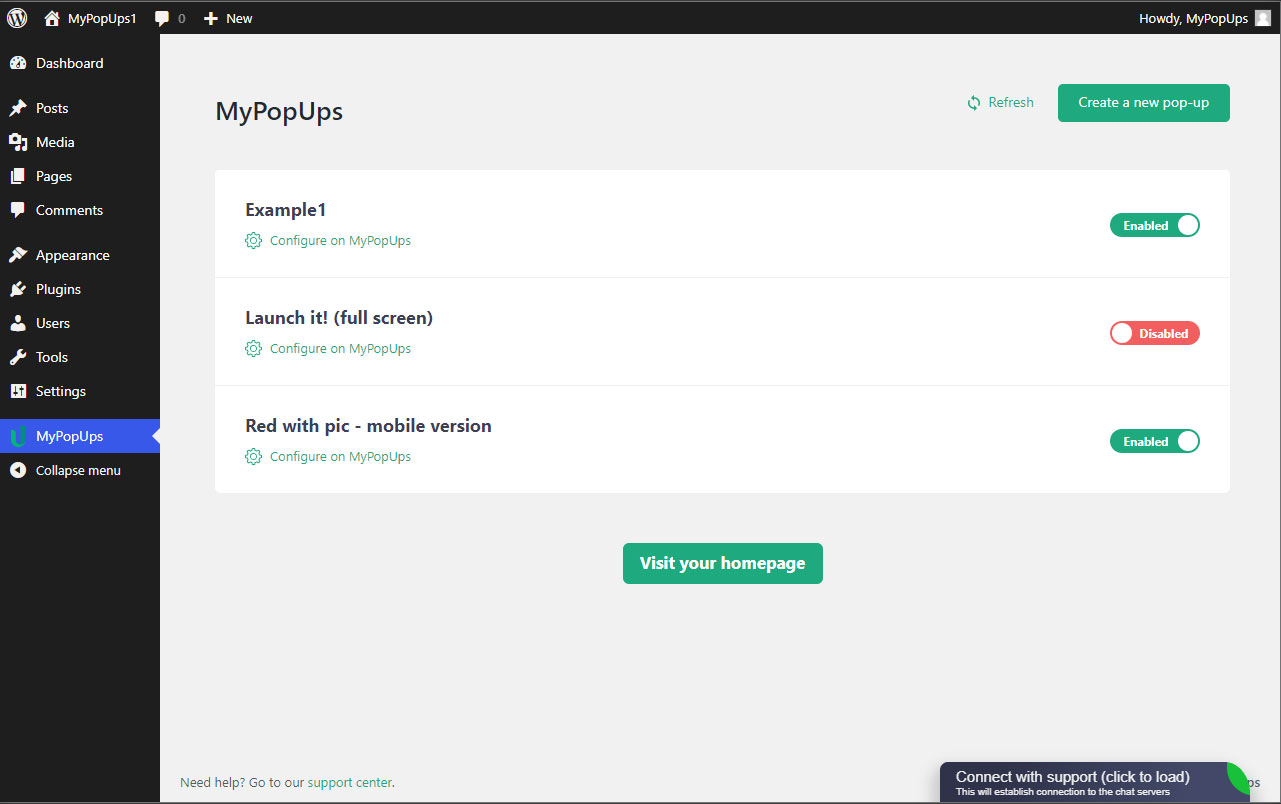 MyPopUps1
0
New
Howdy, MyPopUps
Dashboard
Posts
Media
Pages
Comments
Appearance
Plugins
Users
Tools
Settings
MyPopUps
Collapse menu
MyPopUps
Refresh
Create a new pop-up
Example1
Configure on MyPopUps
Enabled
Launch it! (full screen)
Configure on MyPopUps
Disabled
Red with pic - mobile version
Configure on MyPopUps
Enabled
Visit your homepage
Need help? Go to our support center.
Connect with support (click to load)
This will establish connection to the chat servers